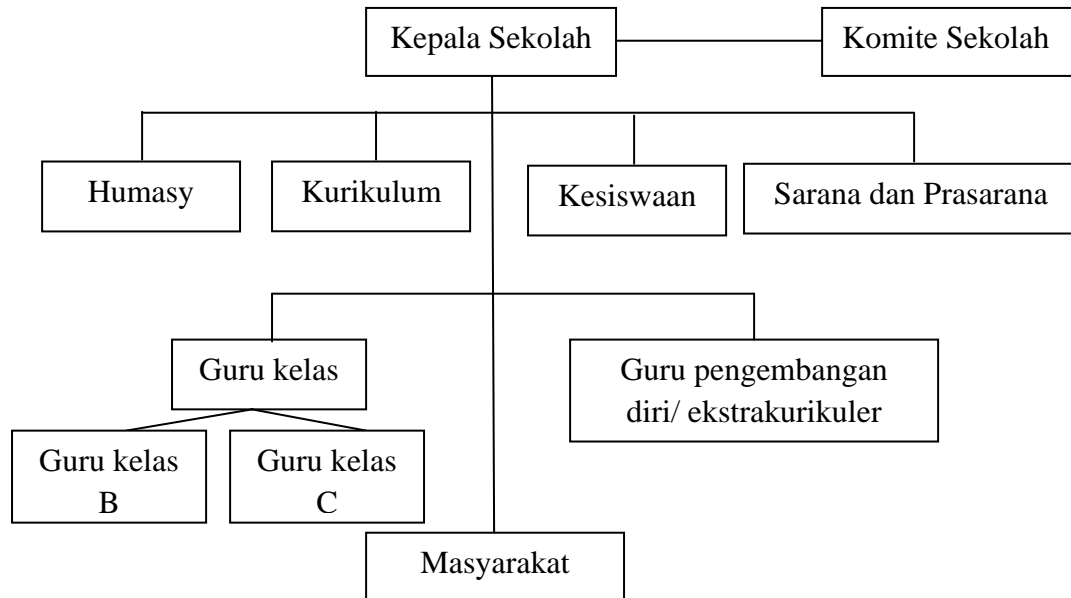 Kepala Sekolah
Komite Sekolah
Humasy
Kurikulum
Kesiswaan
Sarana dan Prasarana
Guru kelas
Guru pengembangan
diri/ ekstrakurikuler
Guru kelas
B
Guru kelas
C
Masyarakat